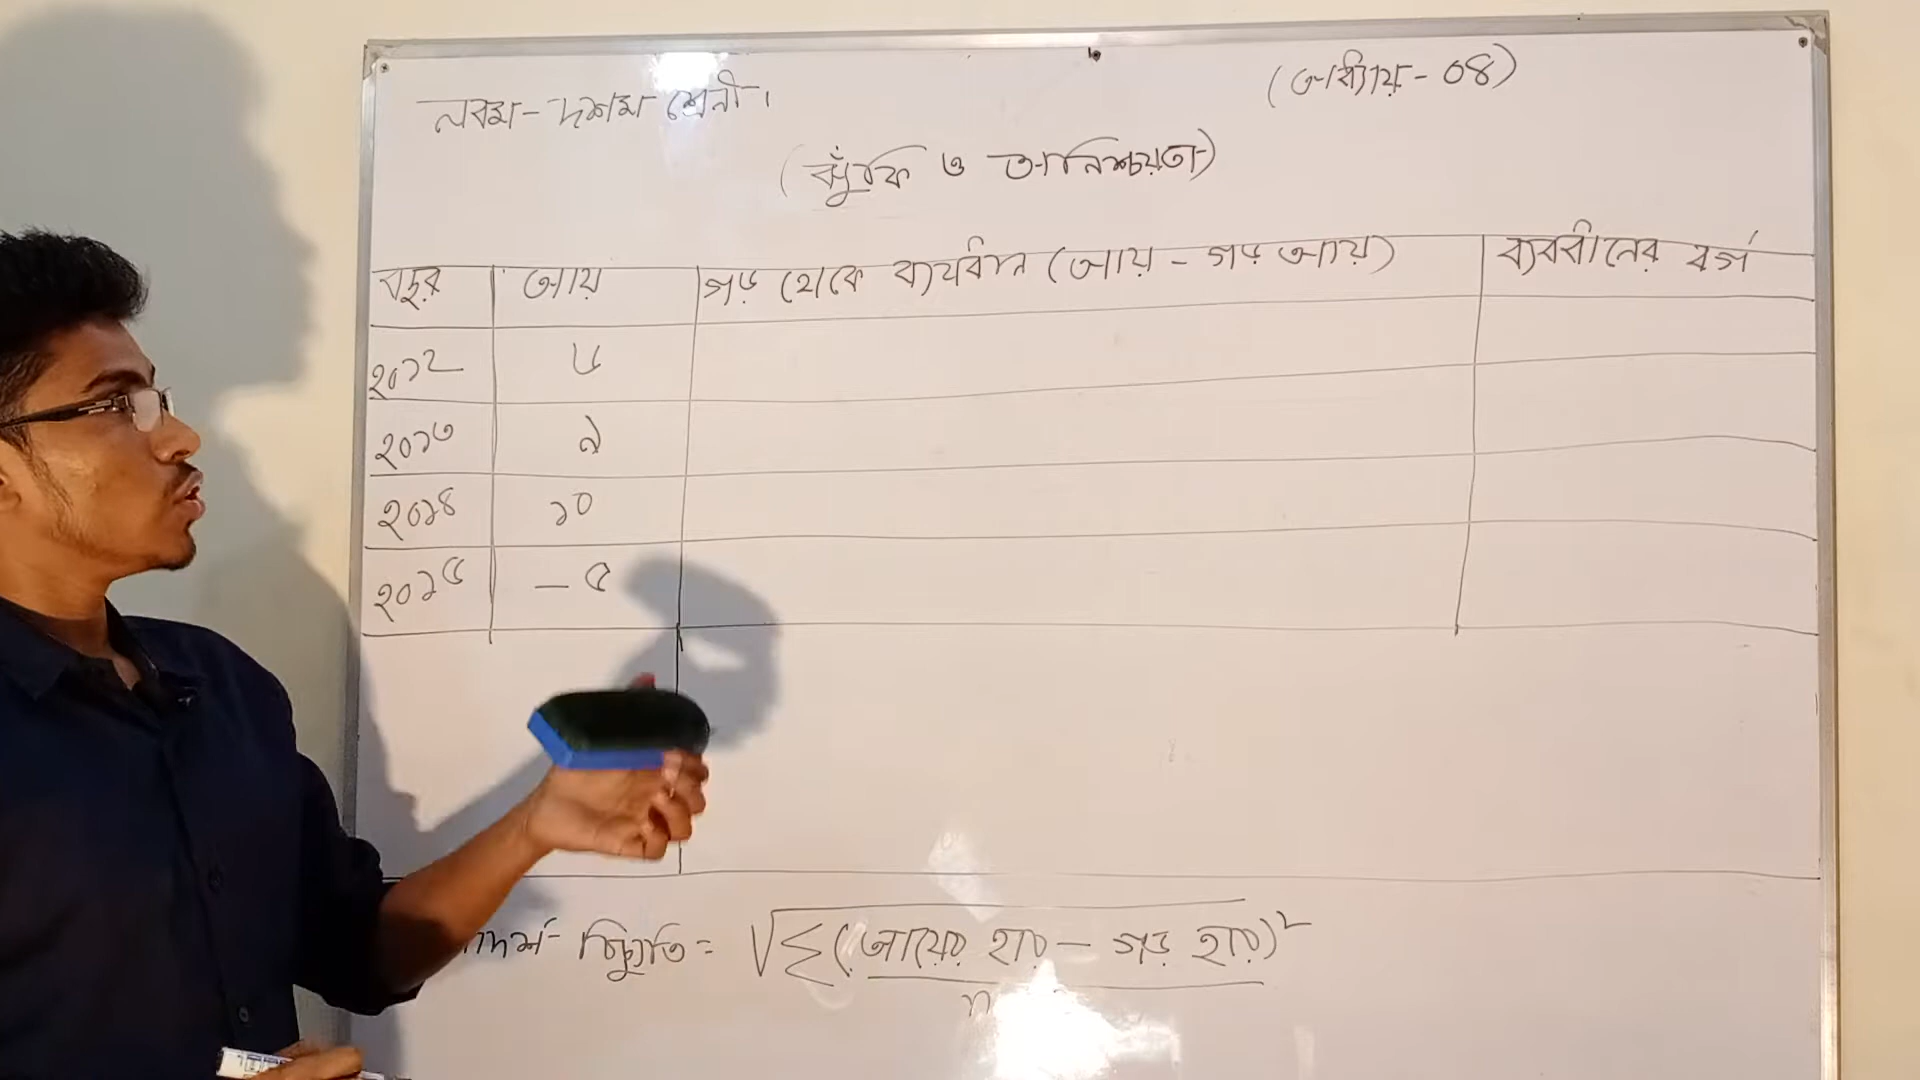 নবম - দশম শ্রেনী।
(অধ্যায় - ০৪)
(ঝুঁকি ও অনিশ্চয়তা)
বছর আয় গড় থেকে ব্যবধান (আয় - গড় আয়) ব্যবধানের বর্গ
২০১২ ৮
২০১৩ ৯
২০১৪ ১০
২০১৫ - ৫
আদর্শ বিচ্যুতি = √Σ(আয়ের হার - গড় হার)²
n